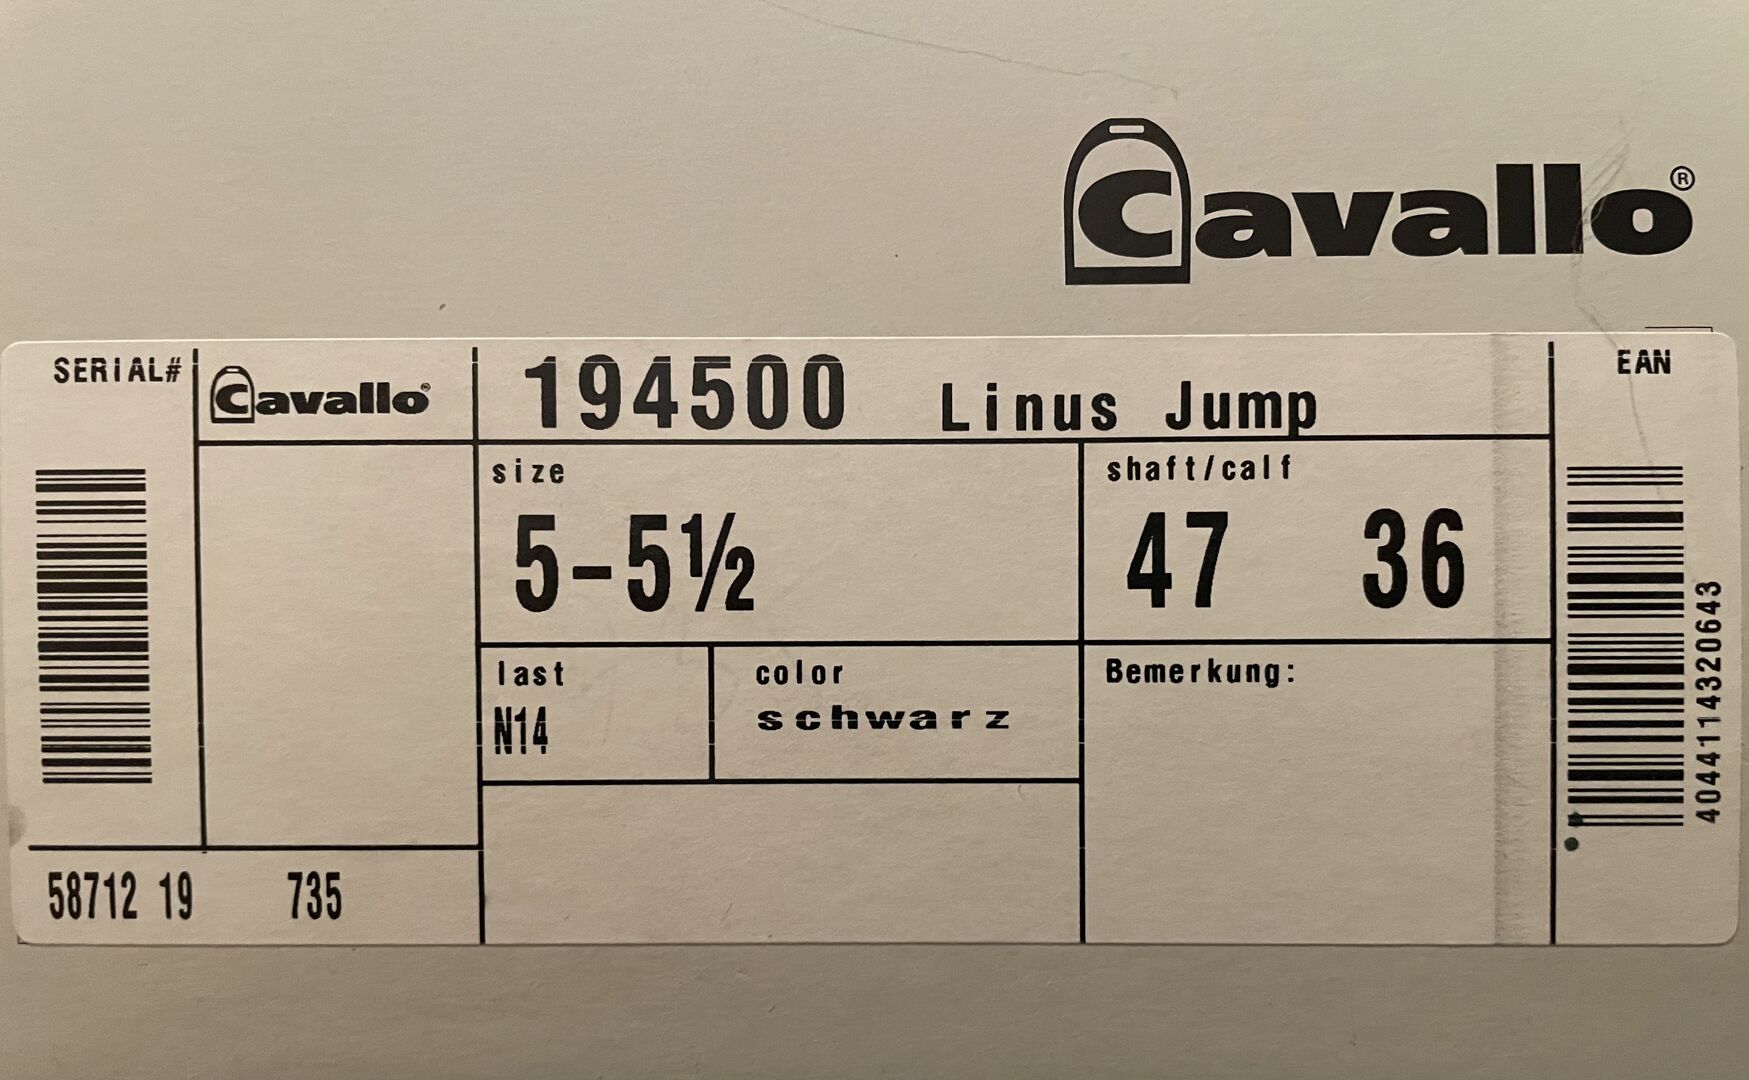 Cavallo®
SERIAL#
Cavallo®
194500 Linus Jump
EAN
size
5-5½
shaft/calf
47 36
last
N14
color
schwarz
Bemerkung:
4044114320643
58712 19 735